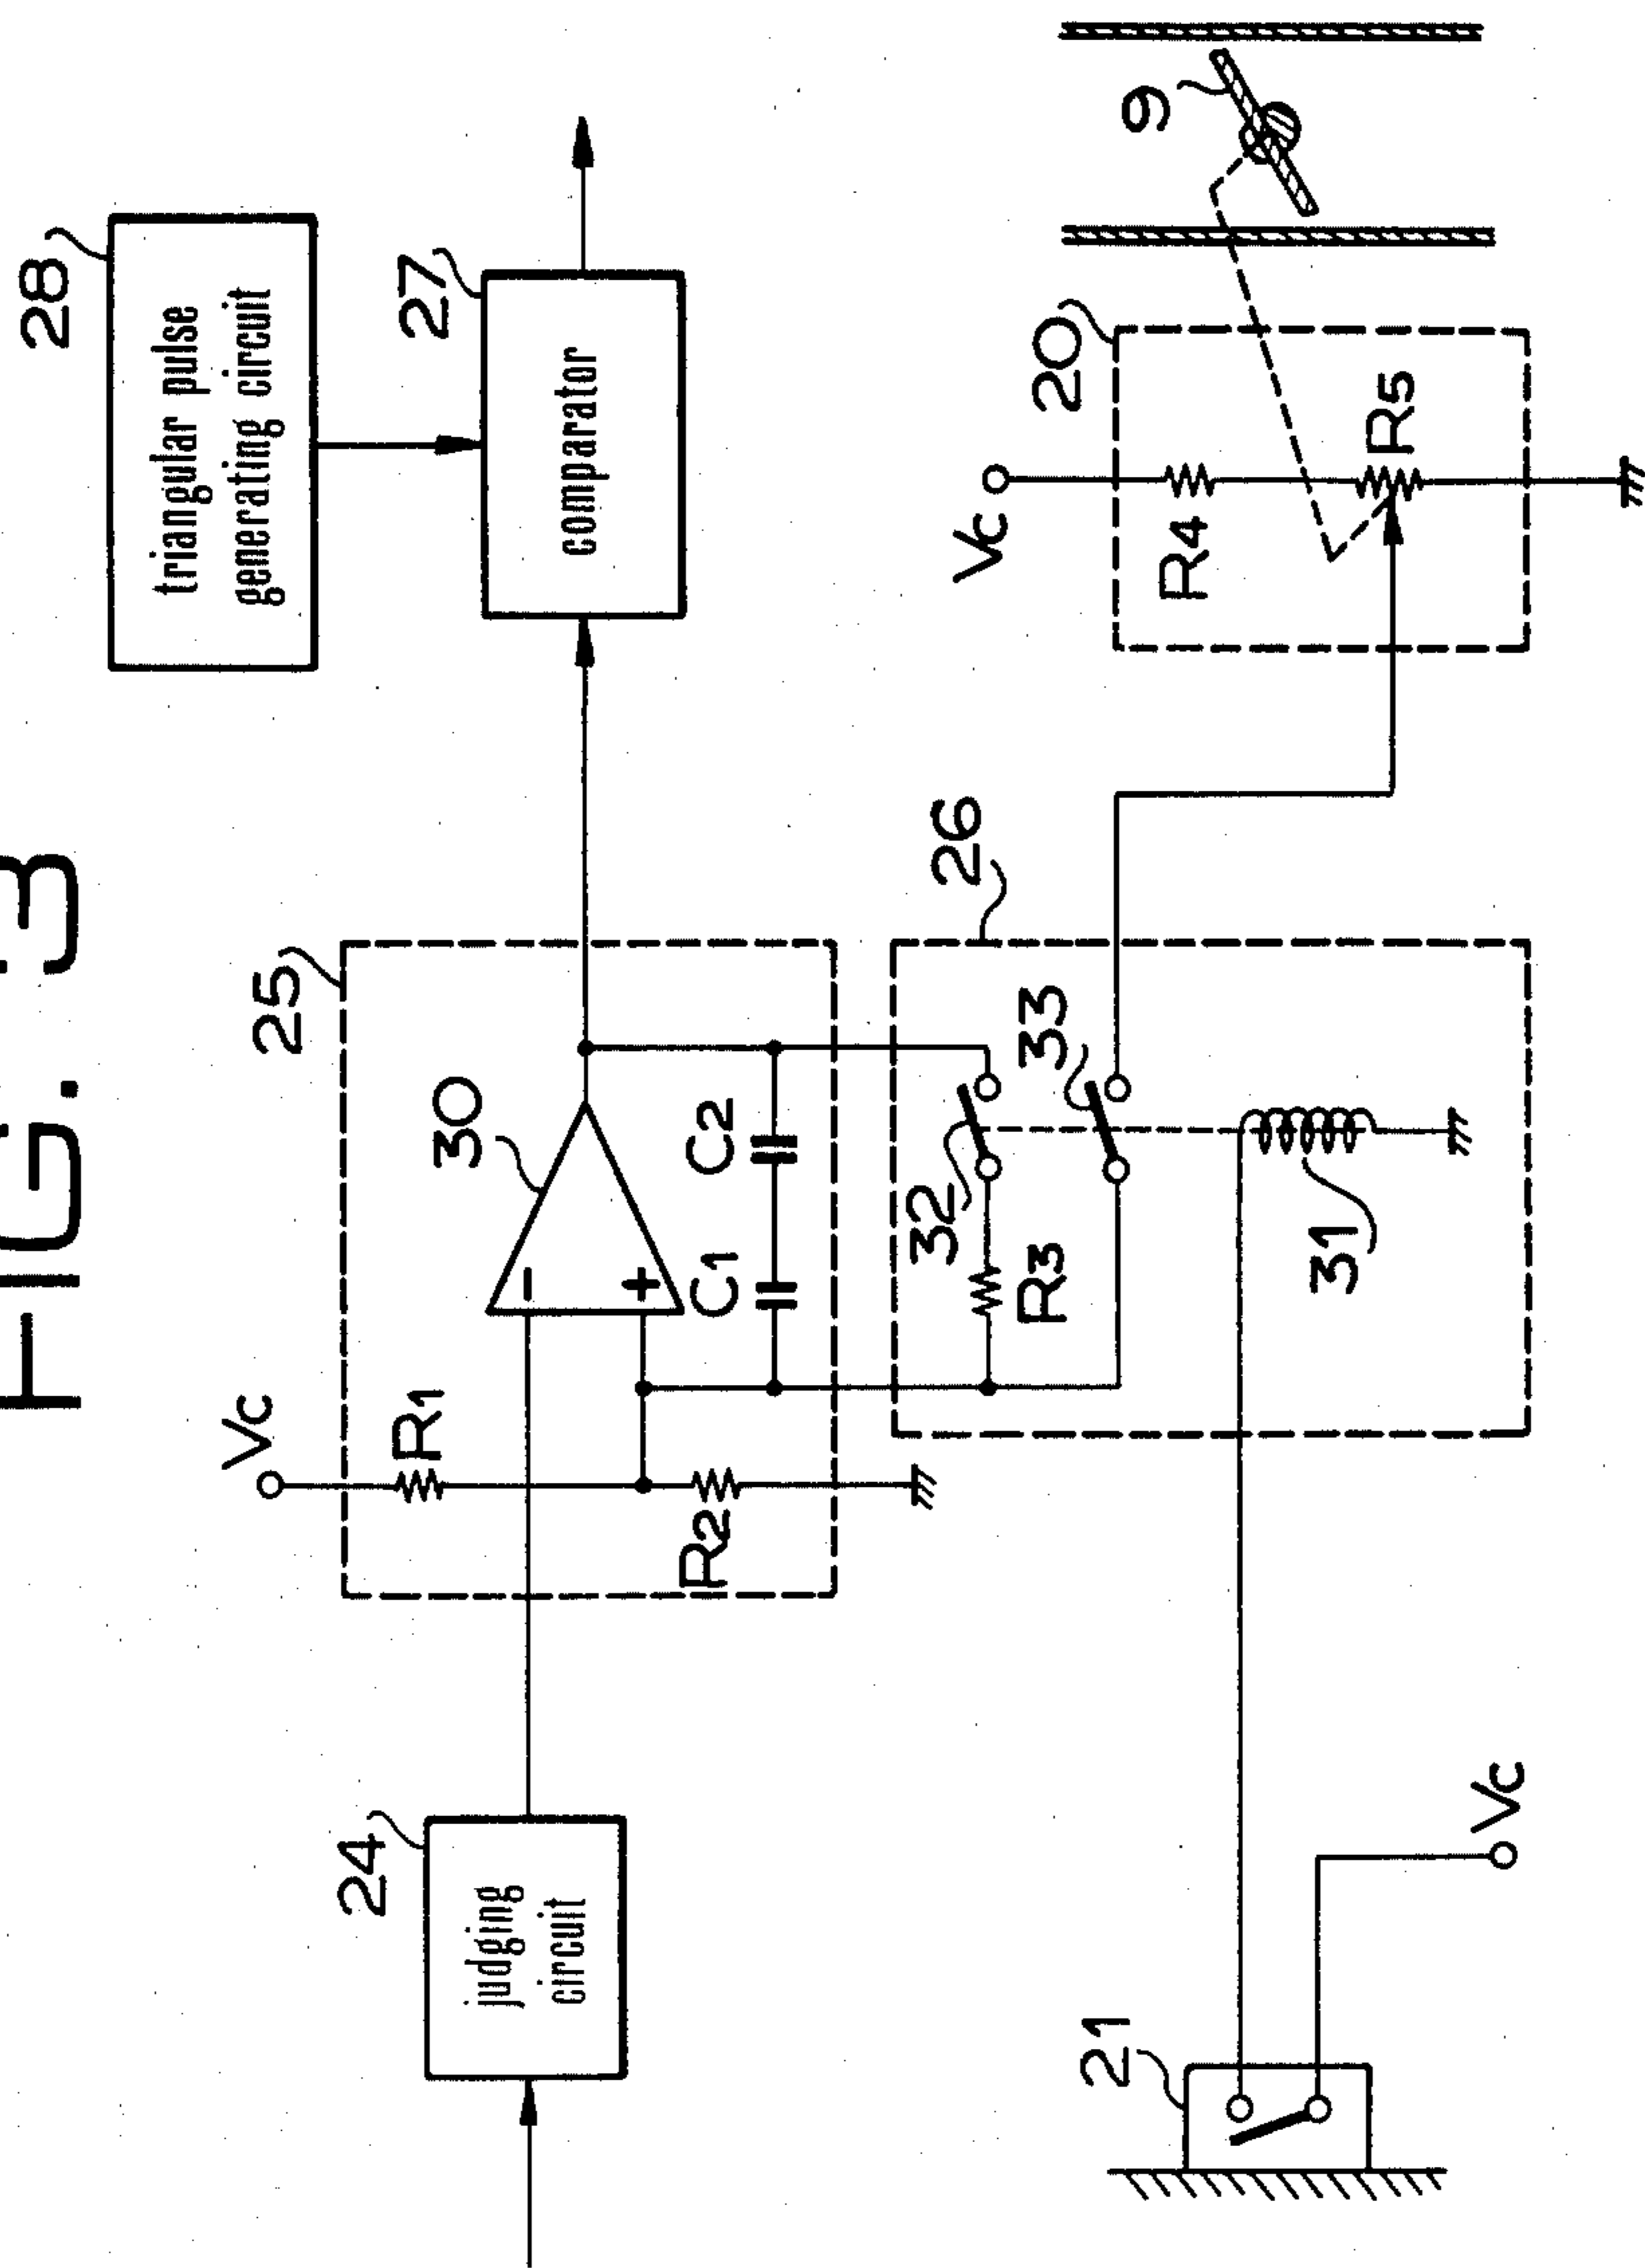 FIG. 3
28
triangular pulse
generating circuit
27
comparator
25
30
Vc
R1
R2
C1
C2
24
judging
circuit
26
32
33
R3
31
20
Vc
R4
R5
9
21
Vc